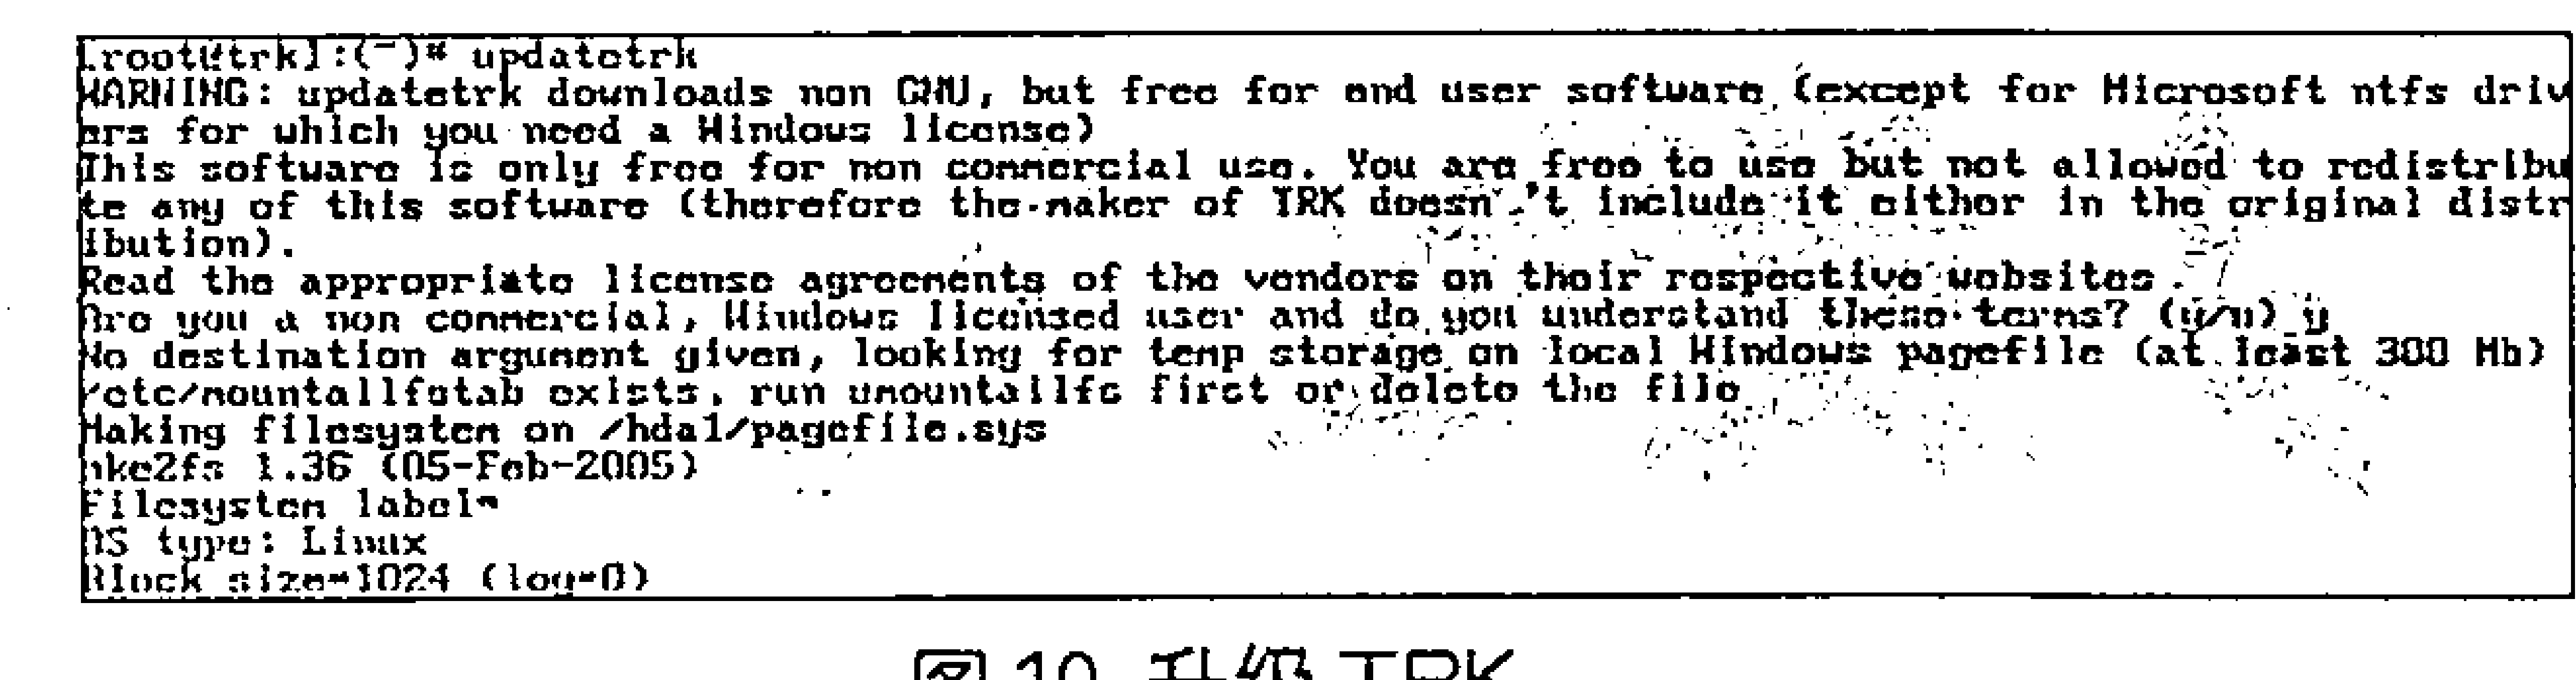 [root@trk]:(~)# updatetrk
WARNING: updatetrk downloads non GNU, but free for end user software (except for Microsoft ntfs driv
ers for which you need a Windows license)
This software is only free for non commercial use. You are free to use but not allowed to redistribu
te any of this software (therefore the maker of TRK doesn't include it either in the original distr
ibution).
Read the appropriate license agreements of the vendors on their respective websites.
Are you a non commercial, Windows licensed user and do you understand these terms? (y/n) y
No destination argument given, looking for temp storage on local Windows pagefile (at least 300 Mb)
/etc/mountallfstab exists, run umountallfs first or delete the file
Making filesystem on /hda1/pagefile.sys
mke2fs 1.36 (05-Feb-2005)
Filesystem label=
OS type: Linux
Block size=1024 (log=0)
图 10 升级 TRK